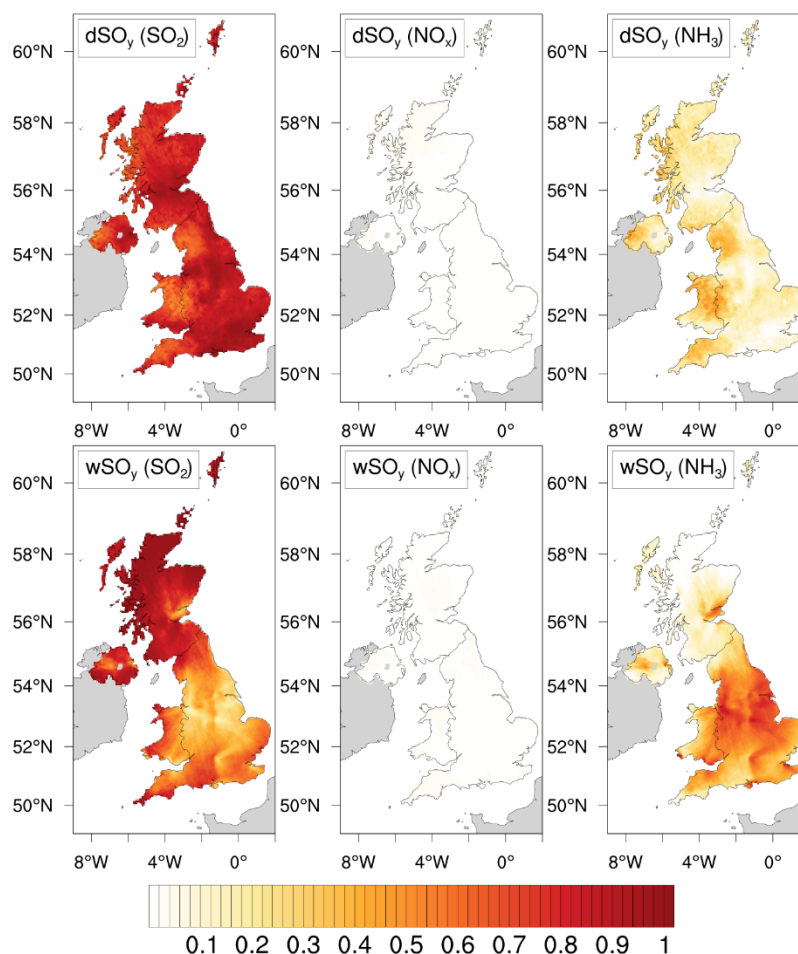 dSOy (SO2) dSOy (NOx) dSOy (NH3)
60°N 60°N 60°N
58°N 58°N 58°N
56°N 56°N 56°N
54°N 54°N 54°N
52°N 52°N 52°N
50°N 50°N 50°N
8°W 4°W 0° 8°W 4°W 0° 8°W 4°W 0°
wSOy (SO2) wSOy (NOx) wSOy (NH3)
60°N 60°N 60°N
58°N 58°N 58°N
56°N 56°N 56°N
54°N 54°N 54°N
52°N 52°N 52°N
50°N 50°N 50°N
8°W 4°W 0° 8°W 4°W 0° 8°W 4°W 0°
0.1 0.2 0.3 0.4 0.5 0.6 0.7 0.8 0.9 1